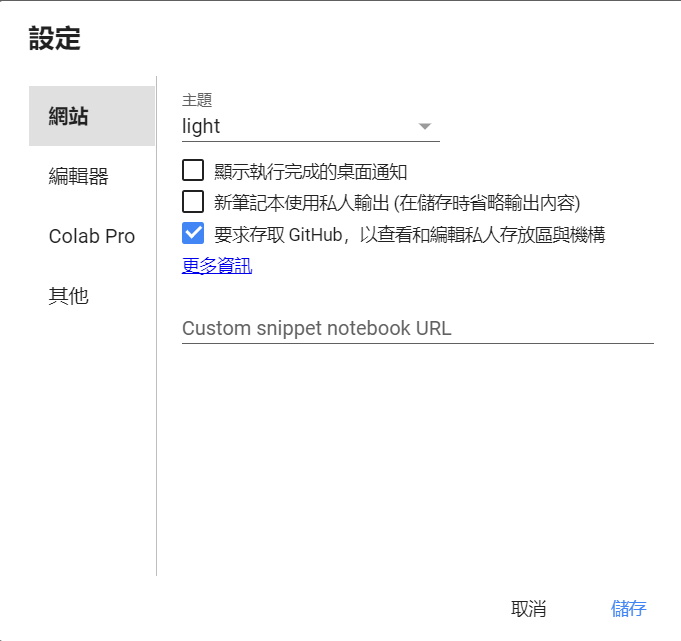 設定
網站
編輯器
Colab Pro
其他
主題
light
顯示執行完成的桌面通知
新筆記本使用私人輸出 (在儲存時省略輸出內容)
要求存取 GitHub，以查看和編輯私人存放區與機構
更多資訊
Custom snippet notebook URL
取消
儲存